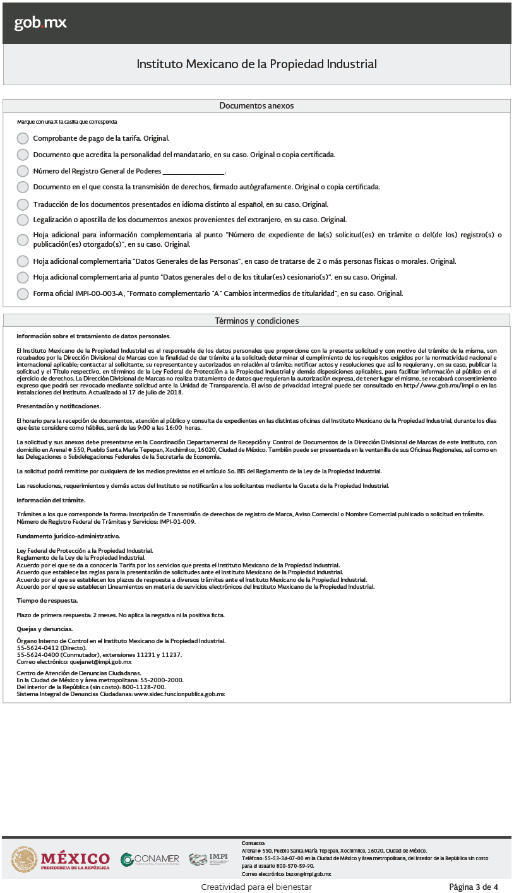 gob.mx
Instituto Mexicano de la Propiedad Industrial
Documentos anexos
Marque con una X la casilla que corresponda
Comprobante de pago de la tarifa. Original.
Documento que acredita la personalidad del mandatario, en su caso. Original o copia certificada.
Número del Registro General de Poderes ________________.
Documento en el que consta la transmisión de derechos, firmado autógrafamente. Original o copia certificada.
Traducción de los documentos presentados en idioma distinto al español, en su caso. Original.
Legalización o apostilla de los documentos anexos provenientes del extranjero, en su caso. Original.
Hoja adicional para información complementaria al punto "Número de expediente de la(s) solicitud(es) en trámite o del(de los) registro(s) o
publicación(es) otorgado(s)", en su caso. Original.
Hoja adicional complementaria "Datos Generales de las Personas", en caso de tratarse de 2 o más personas físicas o morales. Original.
Hoja adicional complementaria al punto "Datos generales del o de los titular(es) cesionario(s)", en su caso. Original.
Forma oficial IMPI-00-003-A, "Formato complementario "A" Cambios intermedios de titularidad", en su caso. Original.
Términos y condiciones
Información sobre el tratamiento de datos personales.
El Instituto Mexicano de la Propiedad Industrial es el responsable de los datos personales que proporcione con la presente solicitud y con motivo del trámite de la misma, son
recabados por la Dirección Divisional de Marcas con la finalidad de dar trámite a la solicitud; determinar el cumplimiento de los requisitos exigidos por la normatividad nacional e
internacional aplicable; contactar al solicitante, su representante y autorizados en relación al trámite; notificar actos y resoluciones que así lo requieran y, en su caso, publicar la
solicitud y el Título respectivo, en términos de la Ley Federal de Protección a la Propiedad Industrial y demás disposiciones aplicables, para facilitar información al público en el
ejercicio de derechos. La Dirección Divisional de Marcas no realiza tratamiento de datos que requieran la autorización expresa, de tener lugar el mismo, se recabará consentimiento
expreso que podrá ser revocado mediante solicitud ante la Unidad de Transparencia. El aviso de privacidad integral puede ser consultado en http://www.gob.mx/impi o en las
instalaciones del Instituto. Actualizado al 17 de julio de 2018.
Presentación y notificaciones.
El horario para la recepción de documentos, atención al público y consulta de expedientes en las distintas oficinas del Instituto Mexicano de la Propiedad Industrial, durante los días
que éste considere como hábiles, será de las 9:00 a las 16:00 horas.
La solicitud y sus anexos debe presentarse en la Coordinación Departamental de Recepción y Control de Documentos de la Dirección Divisional de Marcas de este Instituto, con
domicilio en Arenal # 550, Pueblo Santa María Tepepan, Xochimilco, 16020, Ciudad de México. También puede ser presentada en la ventanilla de sus Oficinas Regionales, así como en
las Delegaciones o Subdelegaciones Federales de la Secretaría de Economía.
La solicitud podrá remitirse por cualquiera de los medios previstos en el artículo 5o. BIS del Reglamento de la Ley de la Propiedad Industrial.
Las resoluciones, requerimientos y demás actos del Instituto se notificarán a los solicitantes mediante la Gaceta de la Propiedad Industrial.
Información del trámite.
Trámites a los que corresponde la forma: Inscripción de Transmisión de derechos de registro de Marca, Aviso Comercial o Nombre Comercial publicado o solicitud en trámite.
Número de Registro Federal de Trámites y Servicios: IMPI-01-009.
Fundamento jurídico-administrativo.
Ley Federal de Protección a la Propiedad Industrial.
Reglamento de la Ley de la Propiedad Industrial.
Acuerdo por el que se da a conocer la Tarifa por los servicios que presta el Instituto Mexicano de la Propiedad Industrial.
Acuerdo que establece las reglas para la presentación de solicitudes ante el Instituto Mexicano de la Propiedad Industrial.
Acuerdo por el que se establecen los plazos de respuesta a diversos trámites ante el Instituto Mexicano de la Propiedad Industrial.
Acuerdo por el que se establecen Lineamientos en materia de servicios electrónicos del Instituto Mexicano de la Propiedad Industrial.
Tiempo de respuesta.
Plazo de primera respuesta: 2 meses. No aplica la negativa ni la positiva ficta.
Quejas y denuncias.
Órgano Interno de Control en el Instituto Mexicano de la Propiedad Industrial.
55-5624-0412 (Directo).
55-5624-0400 (Conmutador), extensiones 11231 y 11237.
Correo electrónico: quejanet@impi.gob.mx
Centro de Atención de Denuncias Ciudadanas.
En la Ciudad de México y área metropolitana: 55-2000-2000.
Del interior de la República (sin costo): 800-1128-700.
Sistema Integral de Denuncias Ciudadanas: www.sidec.funcionpublica.gob.mx
MÉXICO
PRESIDENCIA DE LA REPÚBLICA
CONAMER
IMPI
Contacto:
Arenal # 550, Pueblo Santa María Tepepan, Xochimilco, 16020, Ciudad de México.
Teléfono: 55-53-34-07-00 en la Ciudad de México y área metropolitana, del interior de la República sin costo
para el usuario 800-570-59-90.
Correo electrónico: buzon@impi.gob.mx
Creatividad para el bienestar
Página 3 de 4